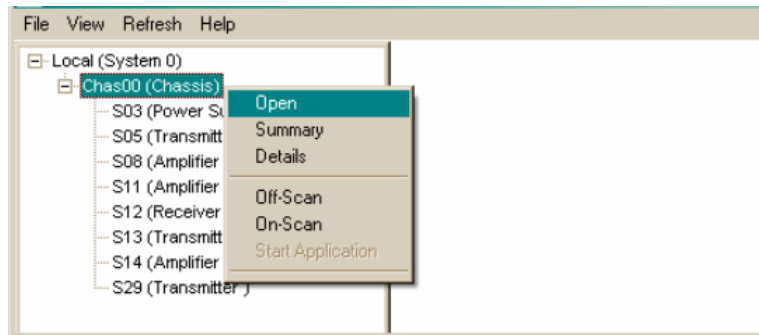 File View Refresh Help
Local (System 0)
Chas00 (Chassis)
S03 (Power
S05 (Transmitt
S08 (Amplifier
S11 (Amplifier
S12 (Receiver
S13 (Transmitt
S14 (Amplifier
S29 (Transmitter )
Open
Summary
Details
Off-Scan
On-Scan
Start Application